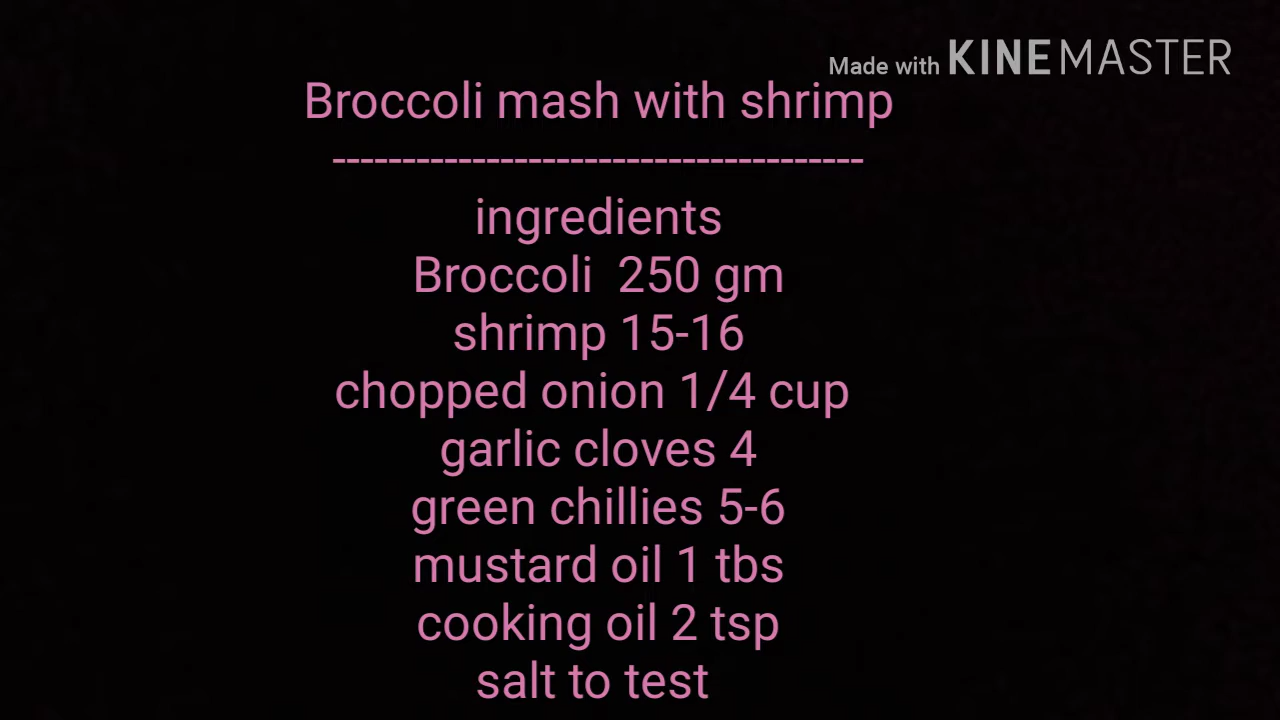 Made with KINEMASTER
Broccoli mash with shrimp
--------------------------------------
ingredients
Broccoli  250 gm
shrimp 15-16
chopped onion 1/4 cup
garlic cloves 4
green chillies 5-6
mustard oil 1 tbs
cooking oil 2 tsp
salt to test